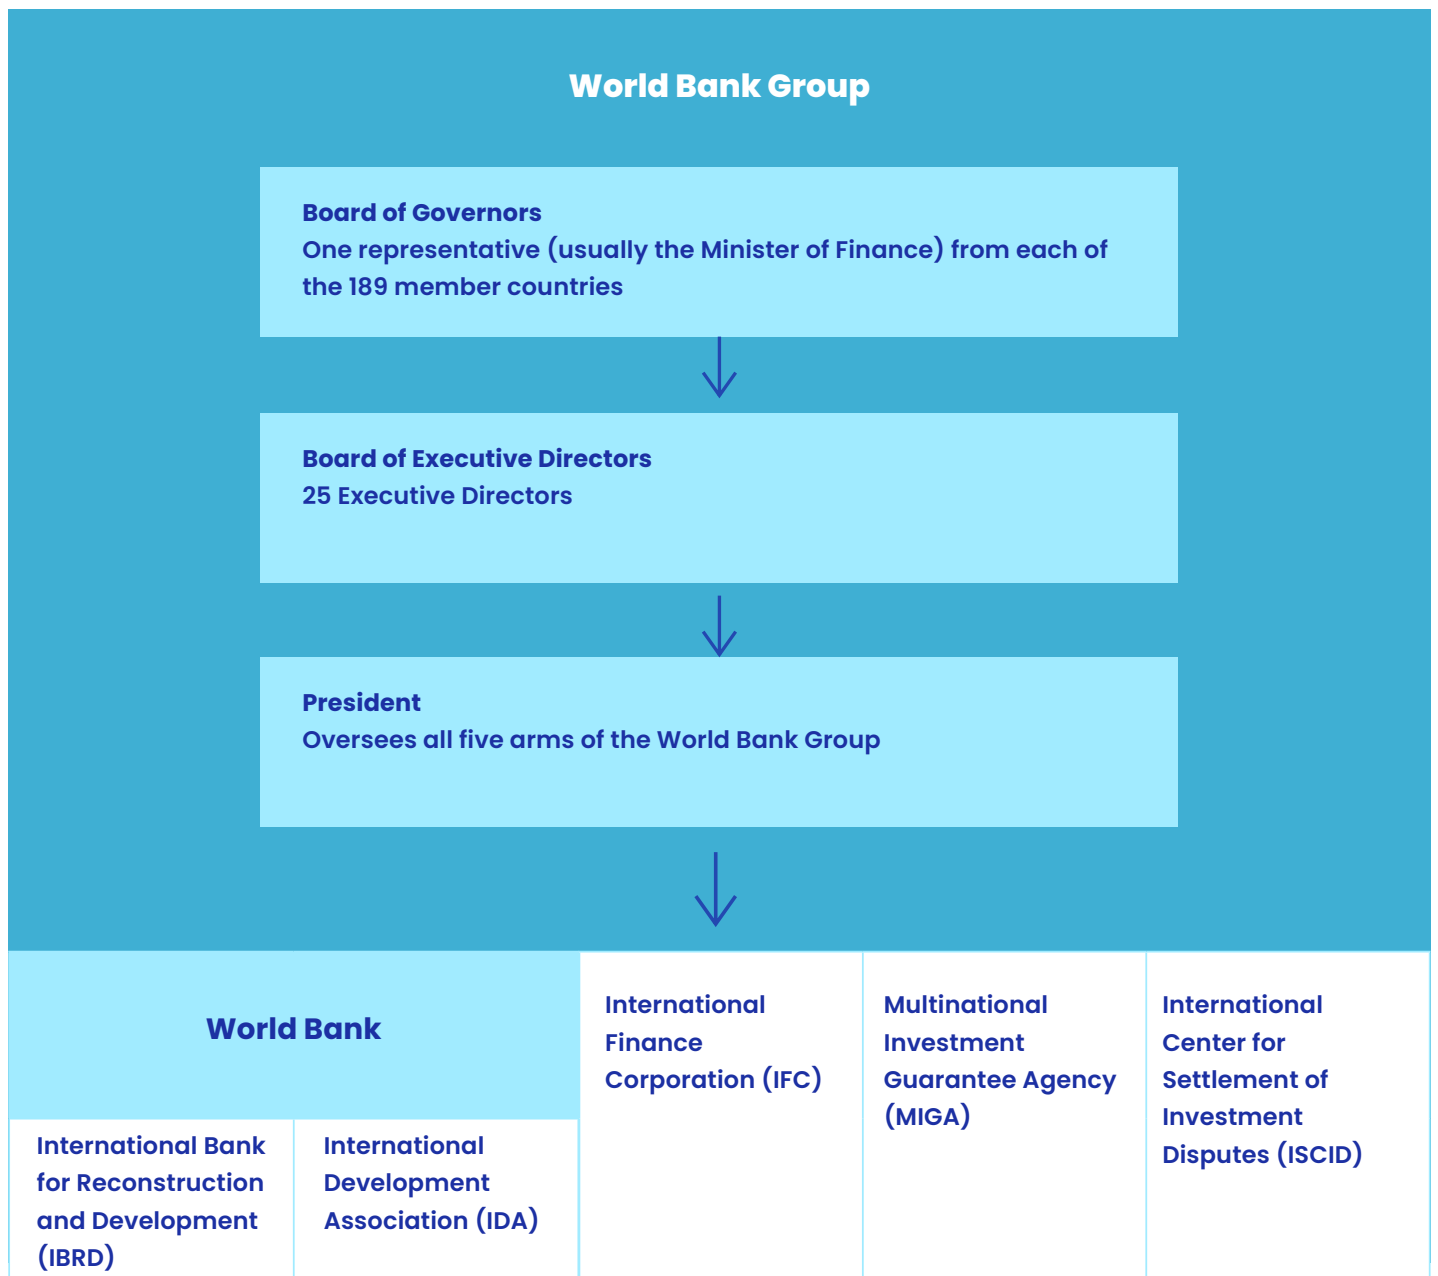 World Bank Group
Board of Governors
One representative (usually the Minister of Finance) from each of
the 189 member countries
Board of Executive Directors
25 Executive Directors
President
Oversees all five arms of the World Bank Group
World Bank
International Bank
for Reconstruction
and Development
(IBRD)
International
Development
Association (IDA)
International
Finance
Corporation (IFC)
Multinational
Investment
Guarantee Agency
(MIGA)
International
Center for
Settlement of
Investment
Disputes (ISCID)